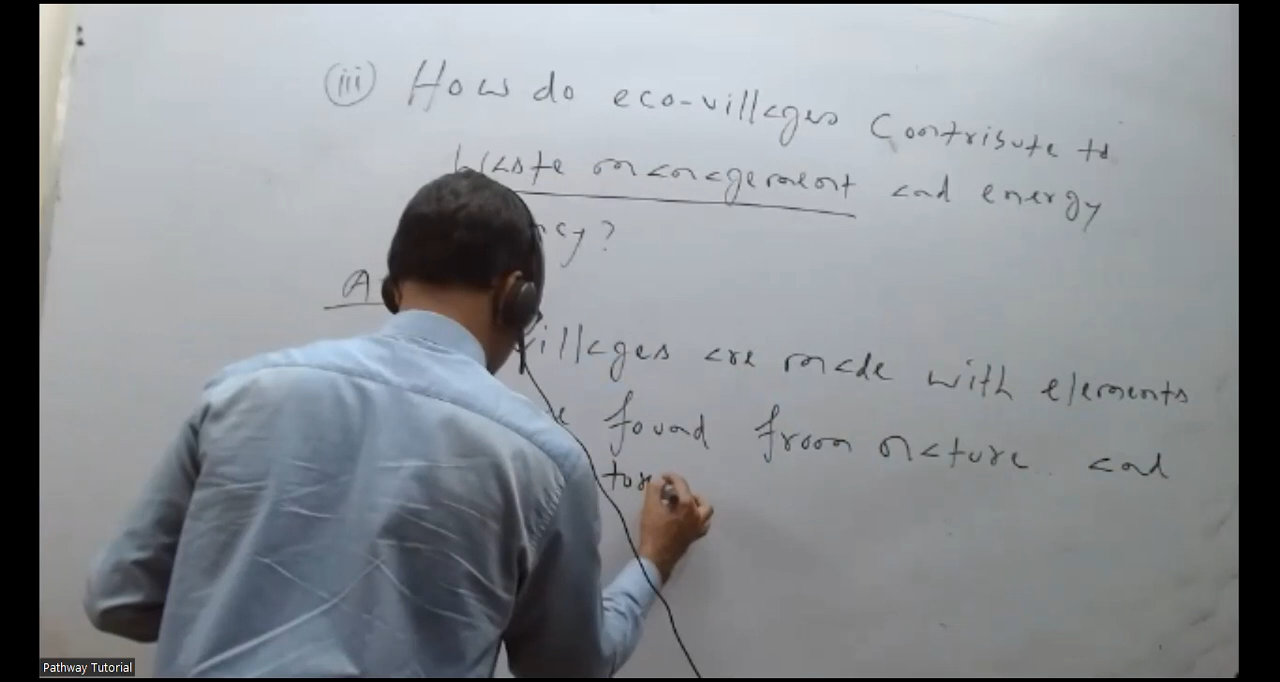 (iii) How do eco-villages contribute to
waste management and energy
ncy?
A
villages are made with elements
found from nature and
Pathway Tutorial